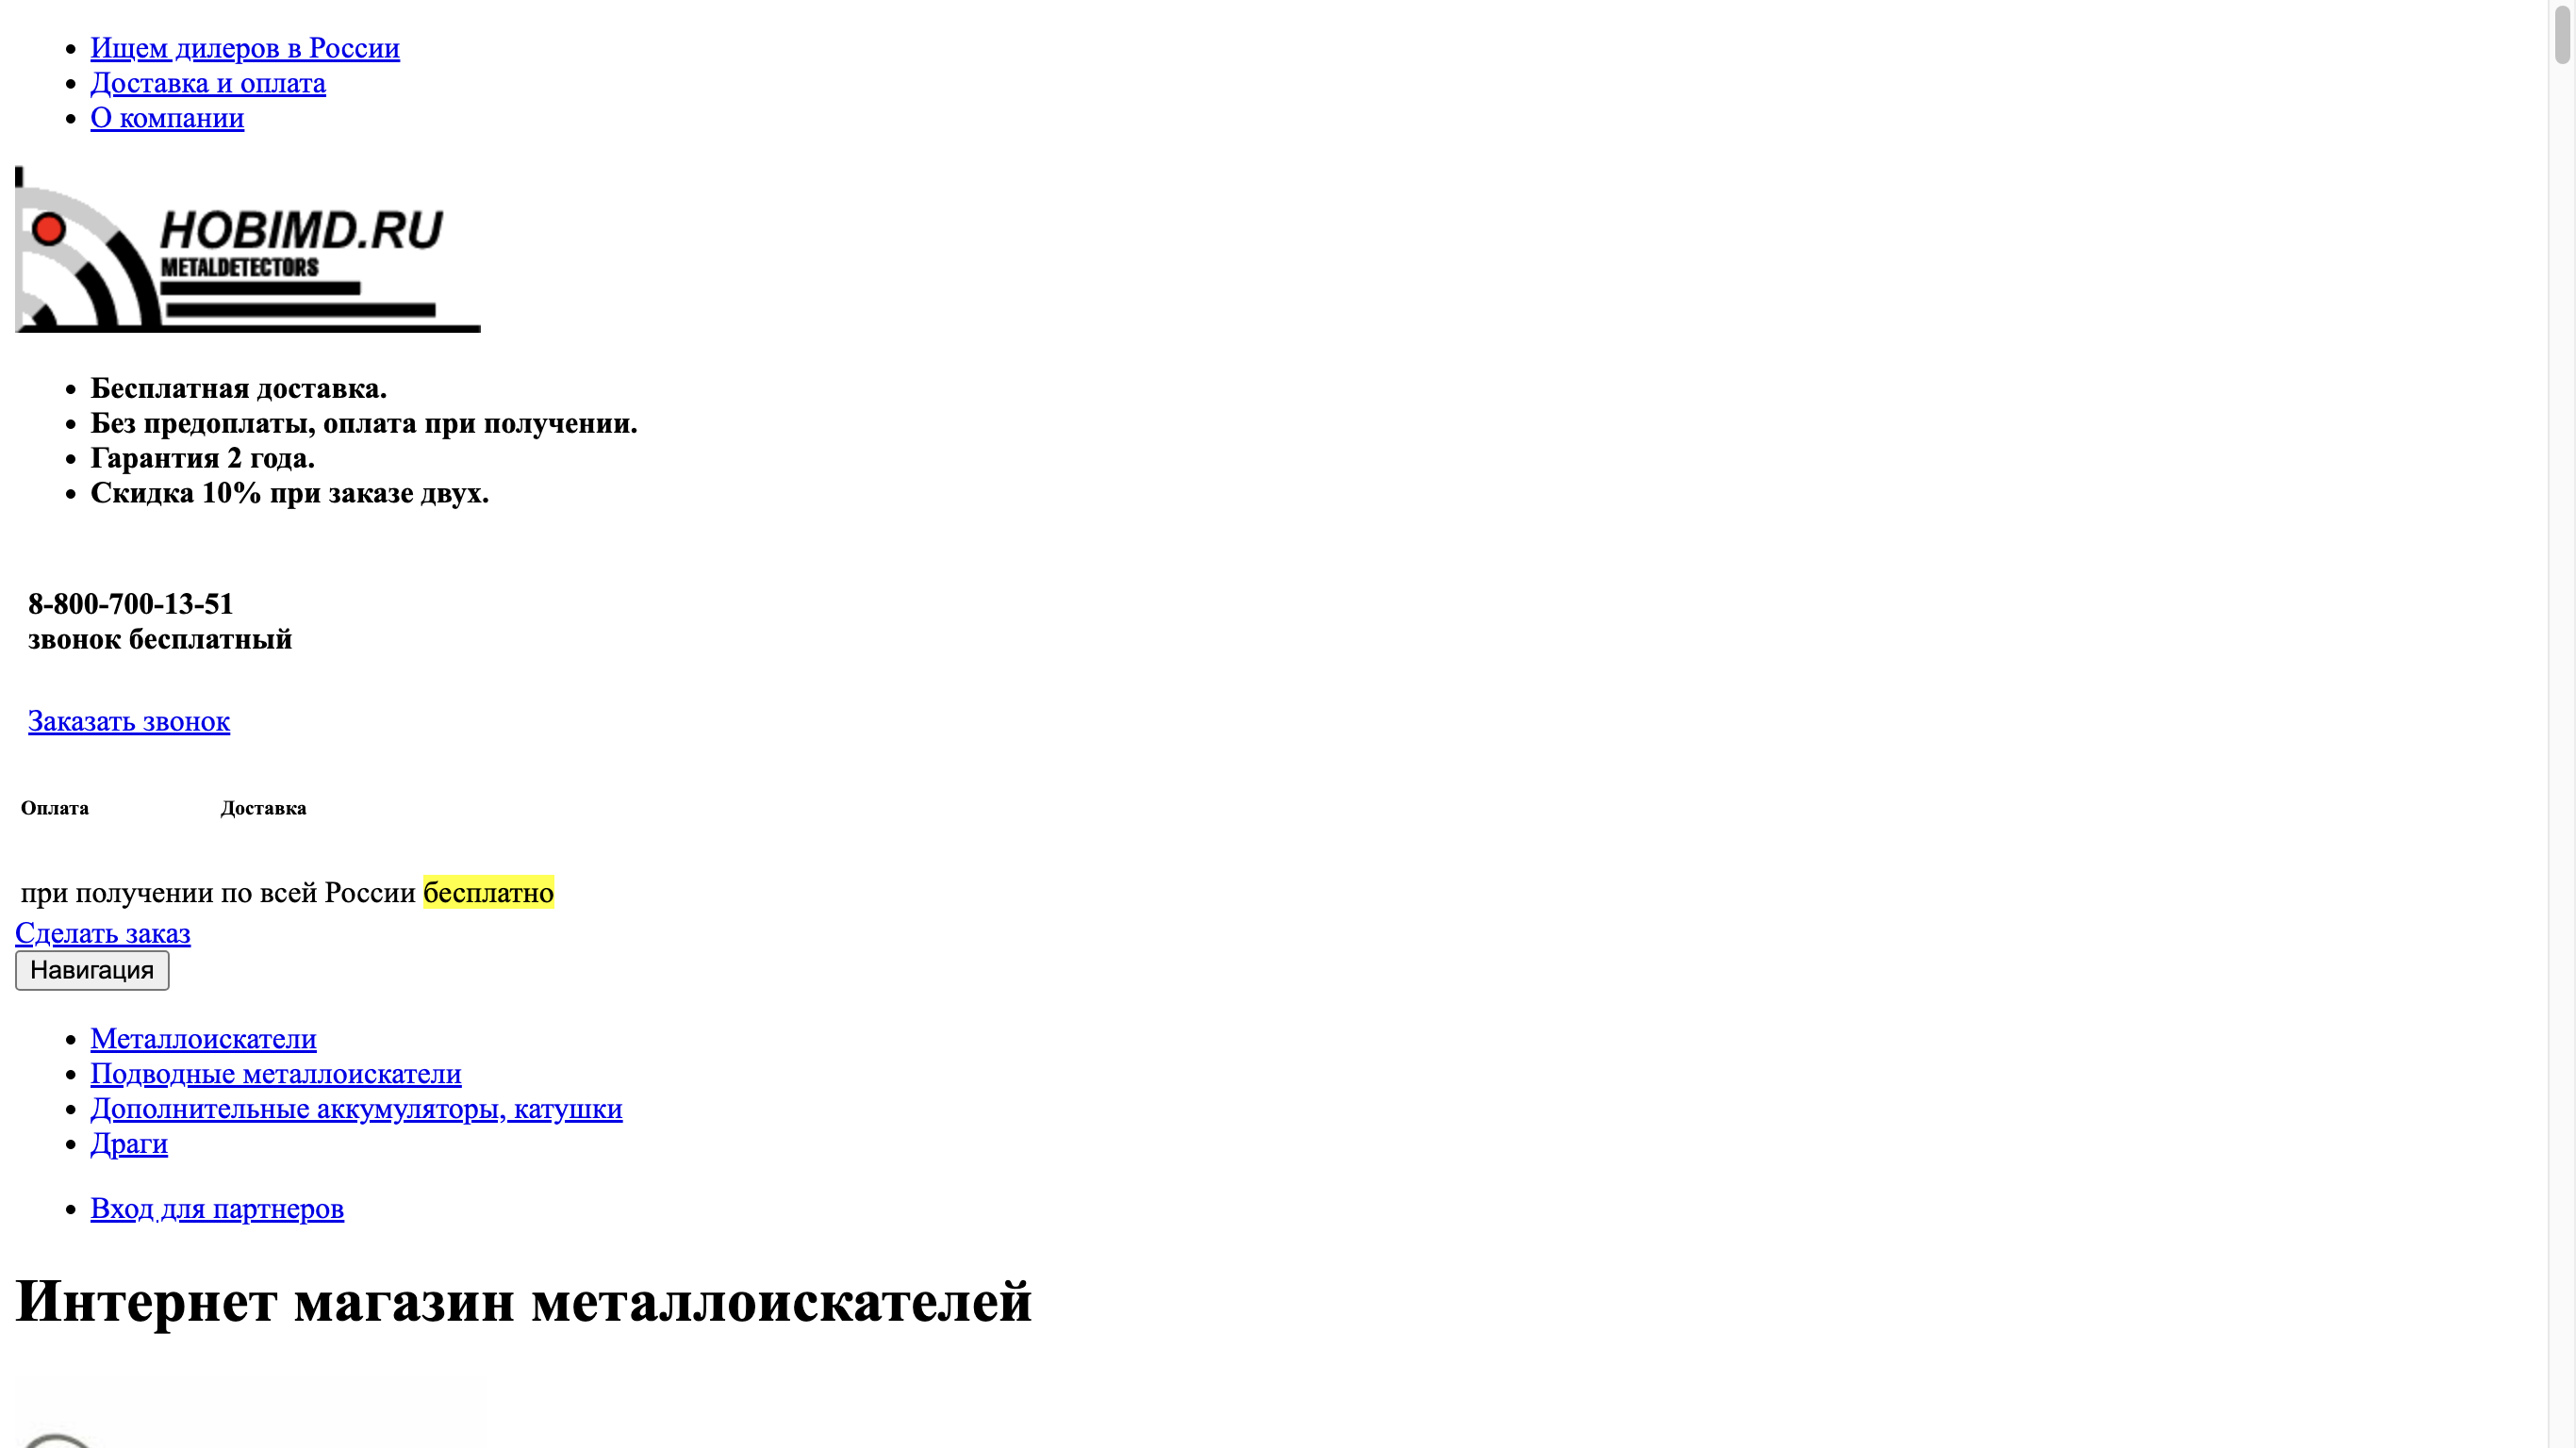 Ищем дилеров в России
Доставка и оплата
О компании
HOBIMD.RU
METALDETECTORS
Бесплатная доставка.
Без предоплаты, оплата при получении.
Гарантия 2 года.
Скидка 10% при заказе двух.
8-800-700-13-51
звонок бесплатный
Заказать звонок
Оплата Доставка
при получении по всей России бесплатно
Сделать заказ
Навигация
Металлоискатели
Подводные металлоискатели
Дополнительные аккумуляторы, катушки
Драги
Вход для партнеров
Интернет магазин металлоискателей